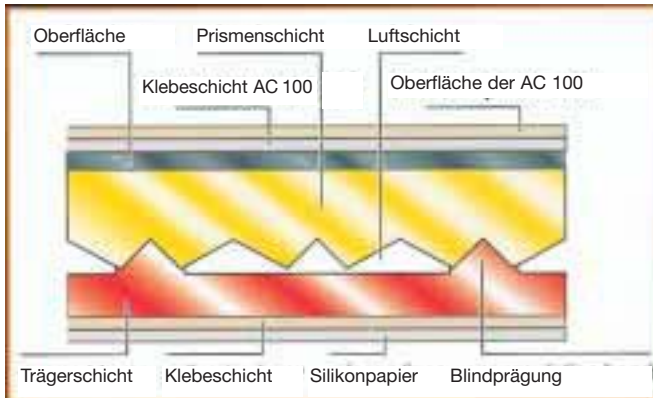 Oberfläche Prismenschicht Luftschicht
Klebeschicht AC 100 Oberfläche der AC 100
Trägerschicht Klebeschicht Silikonpapier Blindprägung